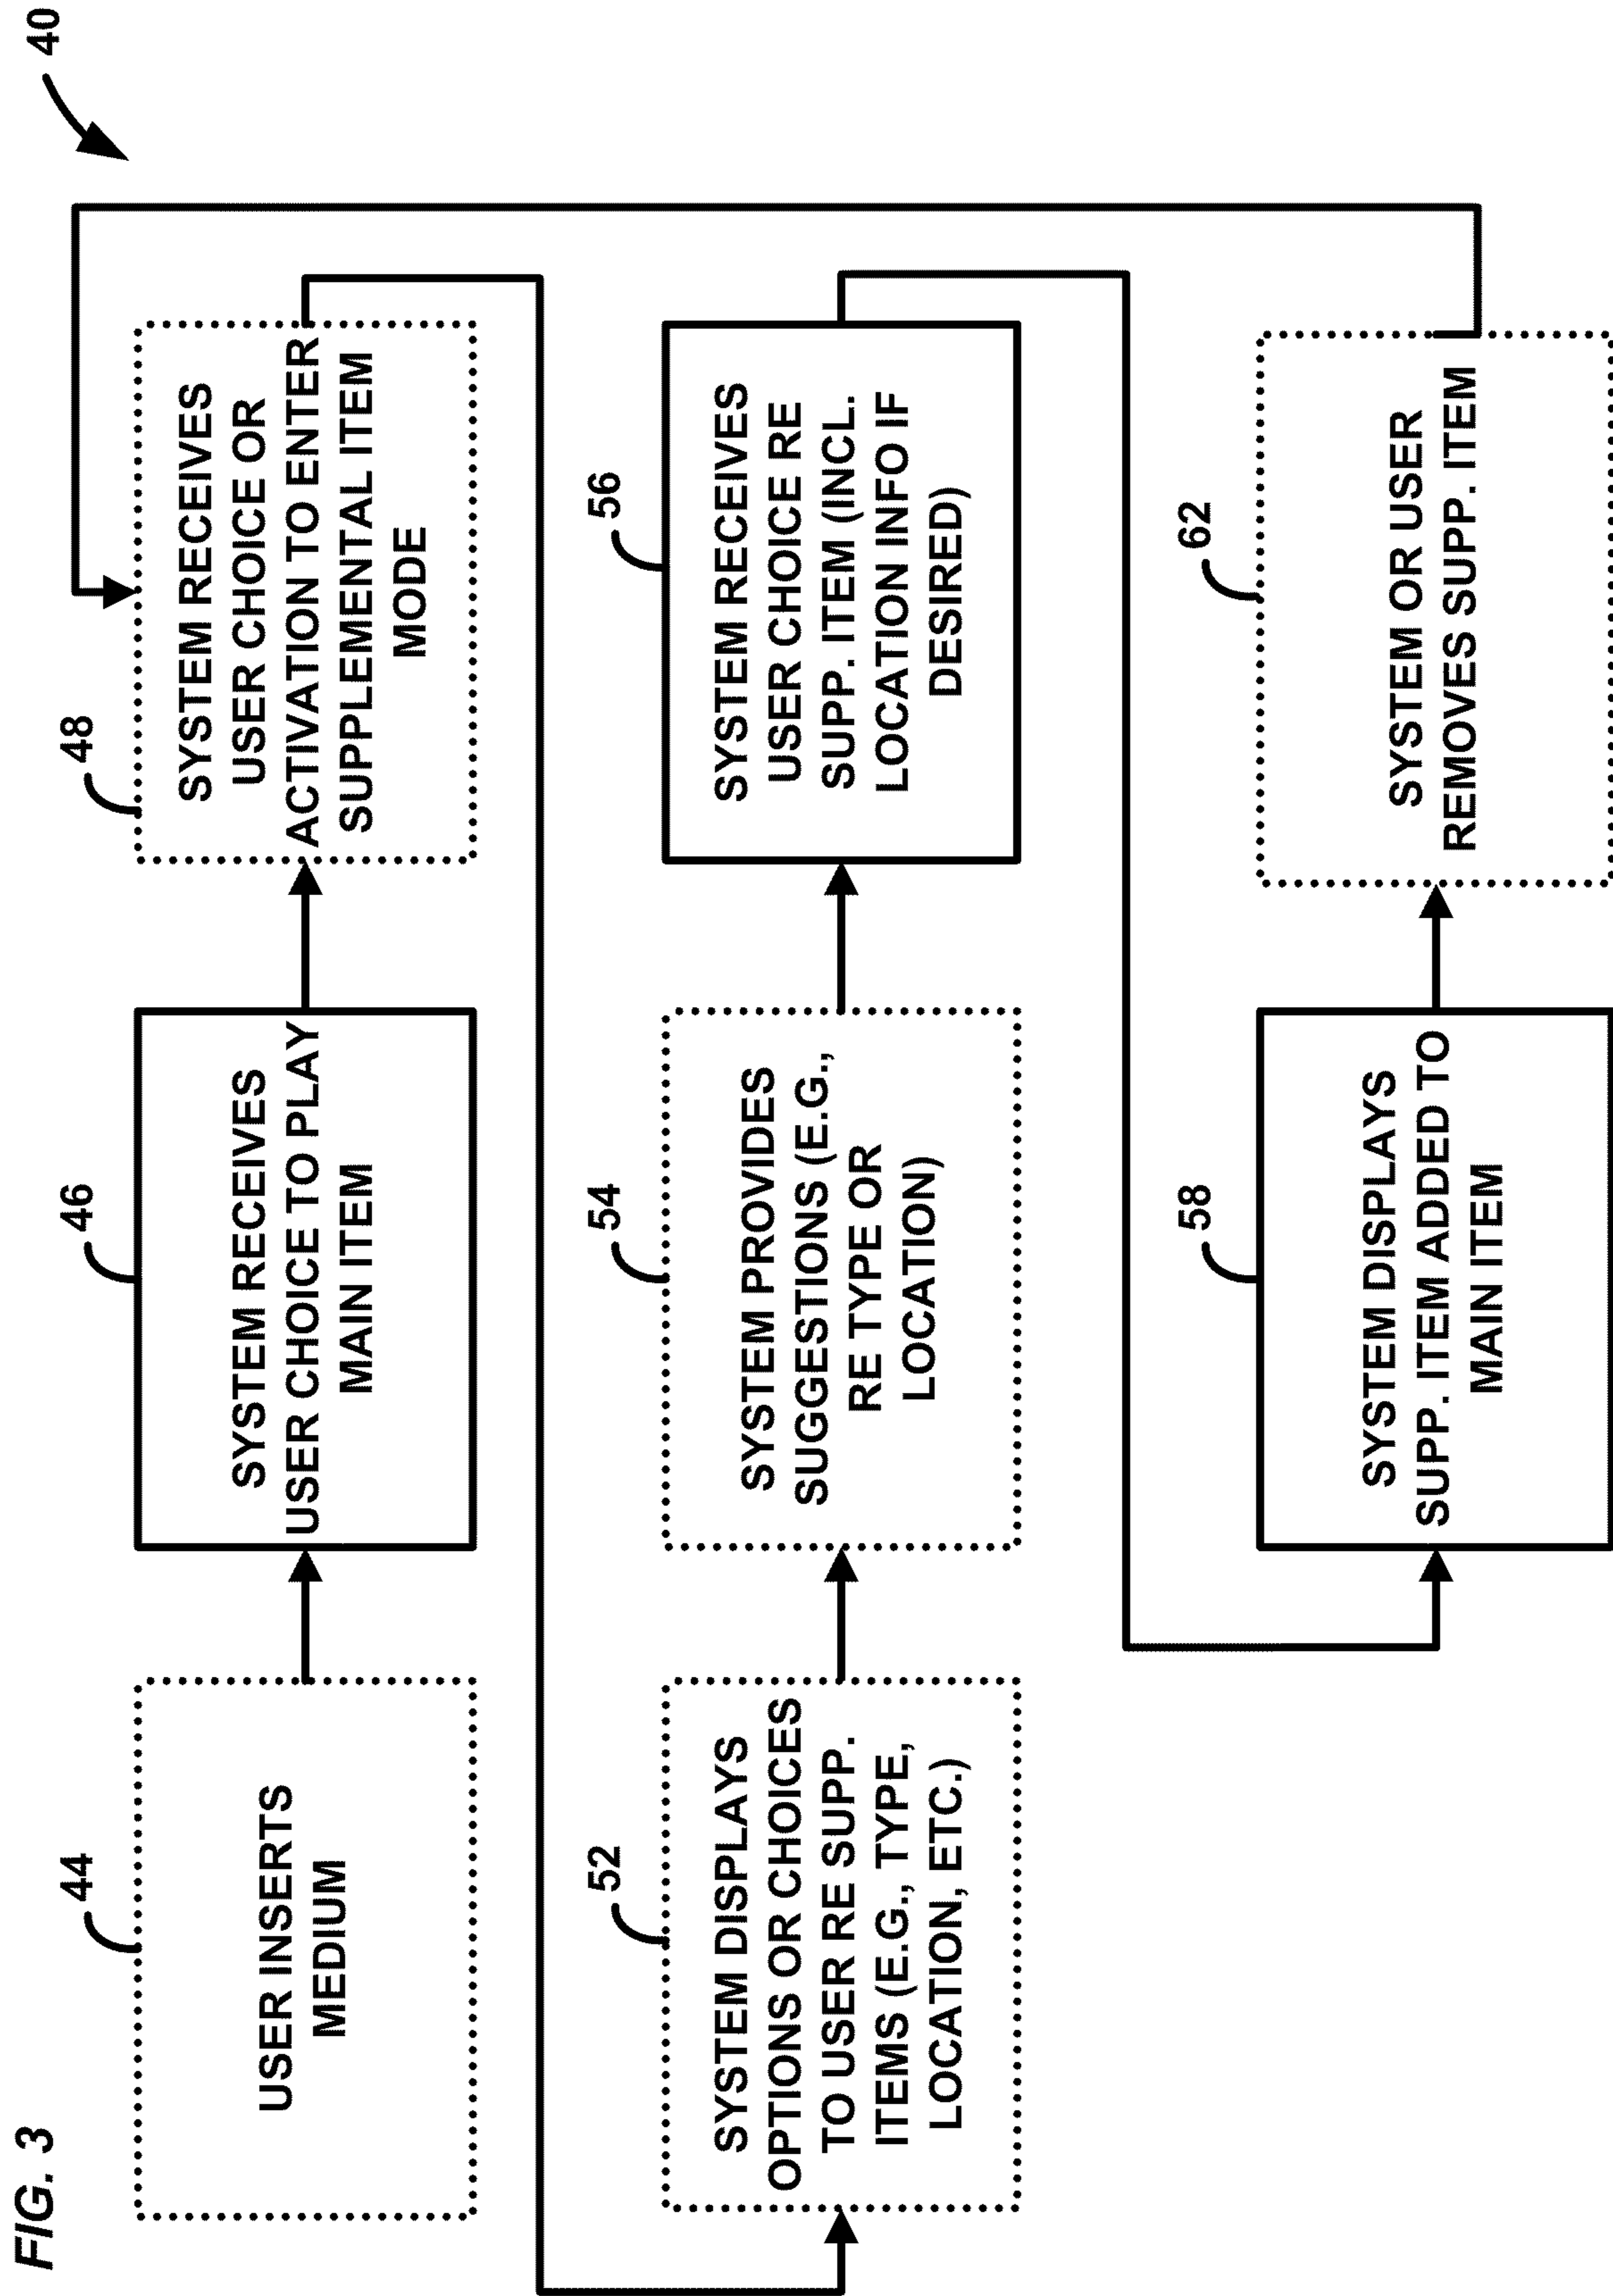 FIG. 3
40
44
USER INSERTS
MEDIUM
46
SYSTEM RECEIVES
USER CHOICE TO PLAY
MAIN ITEM
48
SYSTEM RECEIVES
USER CHOICE OR
ACTIVATION TO ENTER
SUPPLEMENTAL ITEM
MODE
52
SYSTEM DISPLAYS
OPTIONS OR CHOICES
TO USER RE SUPP.
ITEMS (E.G., TYPE,
LOCATION, ETC.)
54
SYSTEM PROVIDES
SUGGESTIONS (E.G.,
RE TYPE OR
LOCATION)
56
SYSTEM RECEIVES
USER CHOICE RE
SUPP. ITEM (INCL.
LOCATION INFO IF
DESIRED)
58
SYSTEM DISPLAYS
SUPP. ITEM ADDED TO
MAIN ITEM
62
SYSTEM OR USER
REMOVES SUPP. ITEM